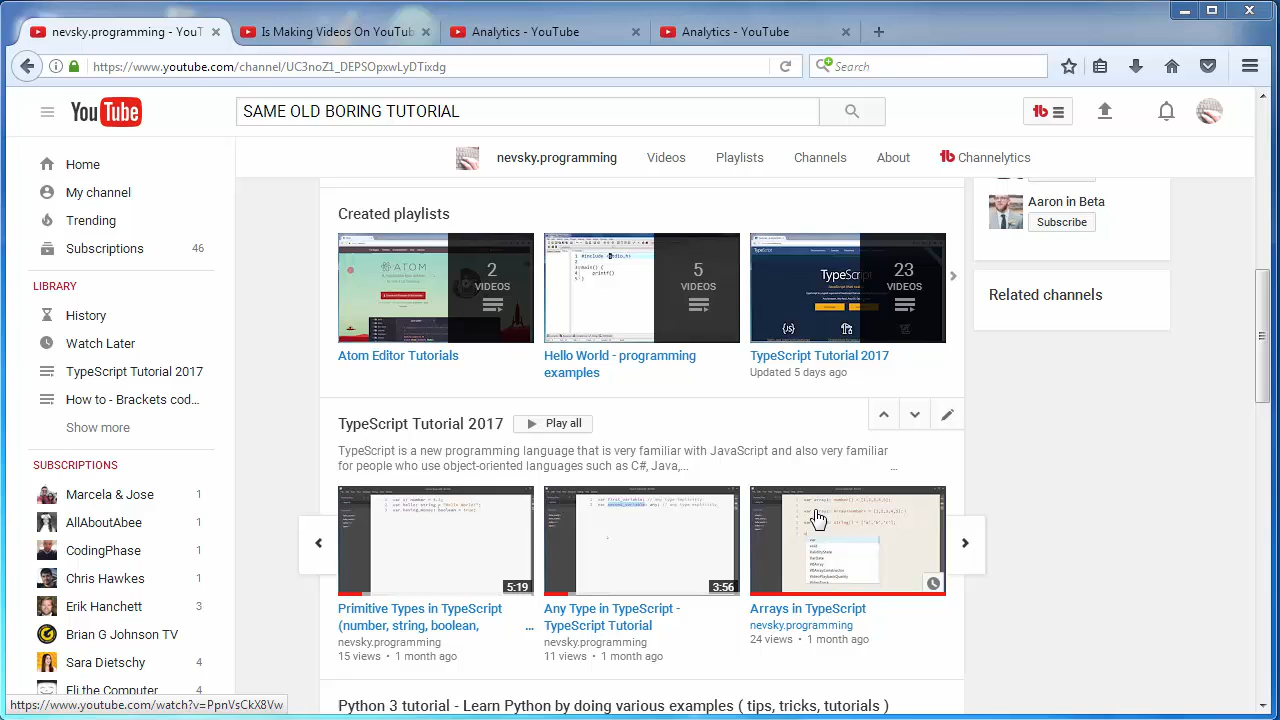 nevsky.programming - YouT
Is Making Videos On YouTub
Analytics - YouTube
Analytics - YouTube
https://www.youtube.com/channel/UC3noZ1_DEPSOpxwLyDTixdg
Search
YouTube
SAME OLD BORING TUTORIAL
nevsky.programming
Videos
Playlists
Channels
About
Channelytics
Home
My channel
Trending
Subscriptions 46
LIBRARY
History
Watch Later
TypeScript Tutorial 2017
How to - Brackets cod...
Show more
SUBSCRIPTIONS
Marcela & Jose 1
AllAboutAbee 1
CodingPhase 1
Chris Hawkes 1
Erik Hanchett 3
Brian G Johnson TV
Sara Dietschy 4
Eli the Computer 4
https://www.youtube.com/watch?v=PpnVsCkX8Vw
Aaron in Beta
Subscribe
Related channels
Created playlists
ATOM
2
VIDEOS
Atom Editor Tutorials
5
VIDEOS
Hello World - programming
examples
TypeScript
23
VIDEOS
TypeScript Tutorial 2017
Updated 5 days ago
TypeScript Tutorial 2017
Play all
TypeScript is a new programming language that is very familiar with JavaScript and also very familiar
for people who use object-oriented languages such as C#, Java,...
...
5:19
Primitive Types in TypeScript
(number, string, boolean,
...
nevsky.programming
15 views • 1 month ago
3:56
Any Type in TypeScript -
TypeScript Tutorial
nevsky.programming
11 views • 1 month ago
Arrays in TypeScript
nevsky.programming
24 views • 1 month ago
Python 3 tutorial - Learn Python by doing various examples ( tips, tricks, tutorials )